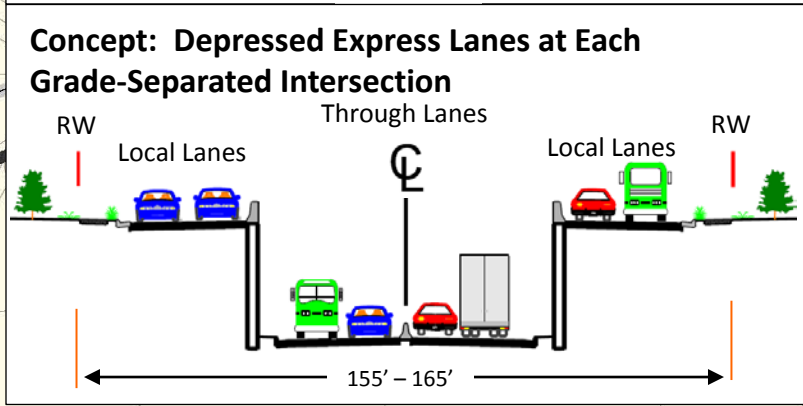 Concept:  Depressed Express Lanes at Each
Grade-Separated Intersection
Through Lanes
RW
RW
Local Lanes
Local Lanes
℄
155’ – 165’